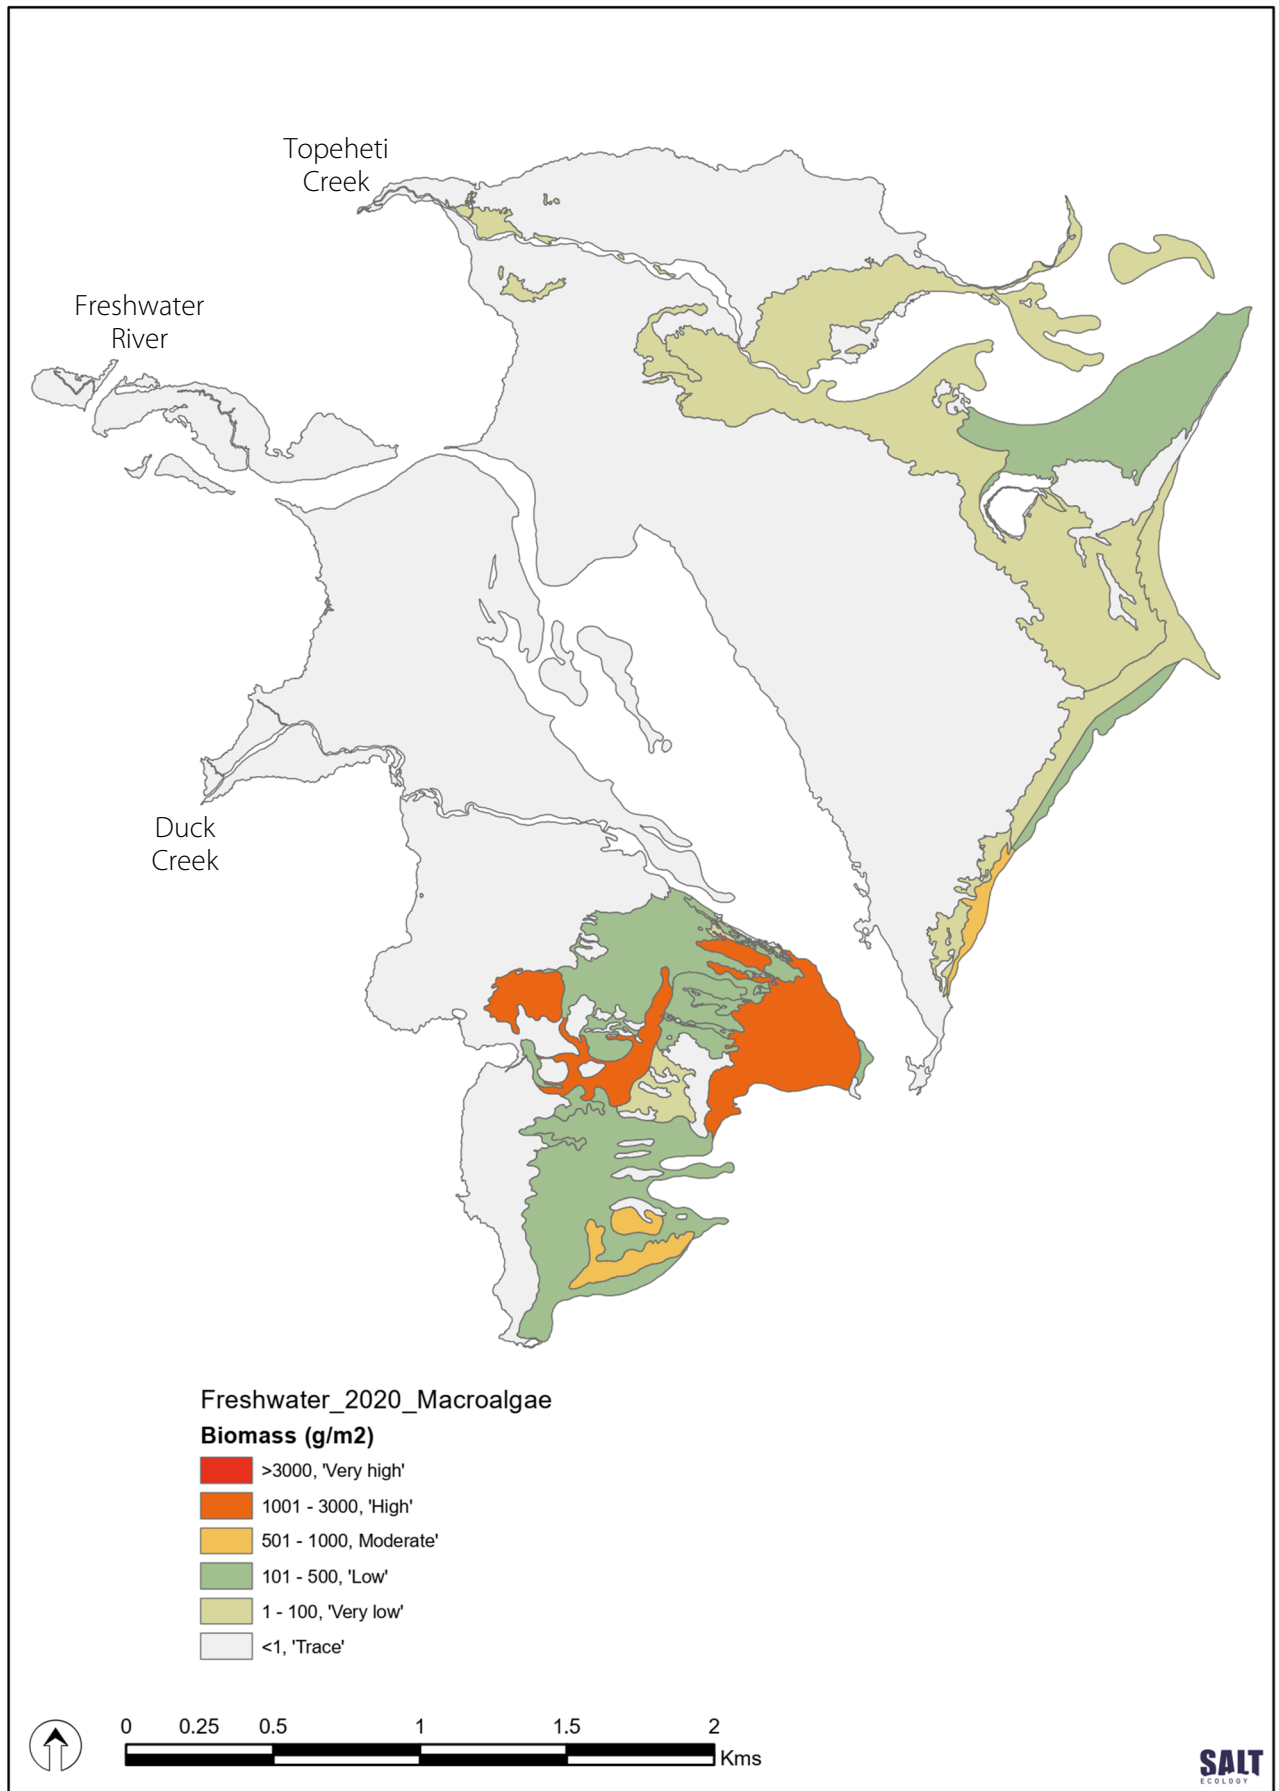 Topeheti
Creek
Freshwater
River
Duck
Creek
Freshwater_2020_Macroalgae
Biomass (g/m2)
>3000, 'Very high'
1001 - 3000, 'High'
501 - 1000, Moderate'
101 - 500, 'Low'
1 - 100, 'Very low'
<1, 'Trace'
0 0.25 0.5 1 1.5 2
Kms
SALT
ECOLOGY